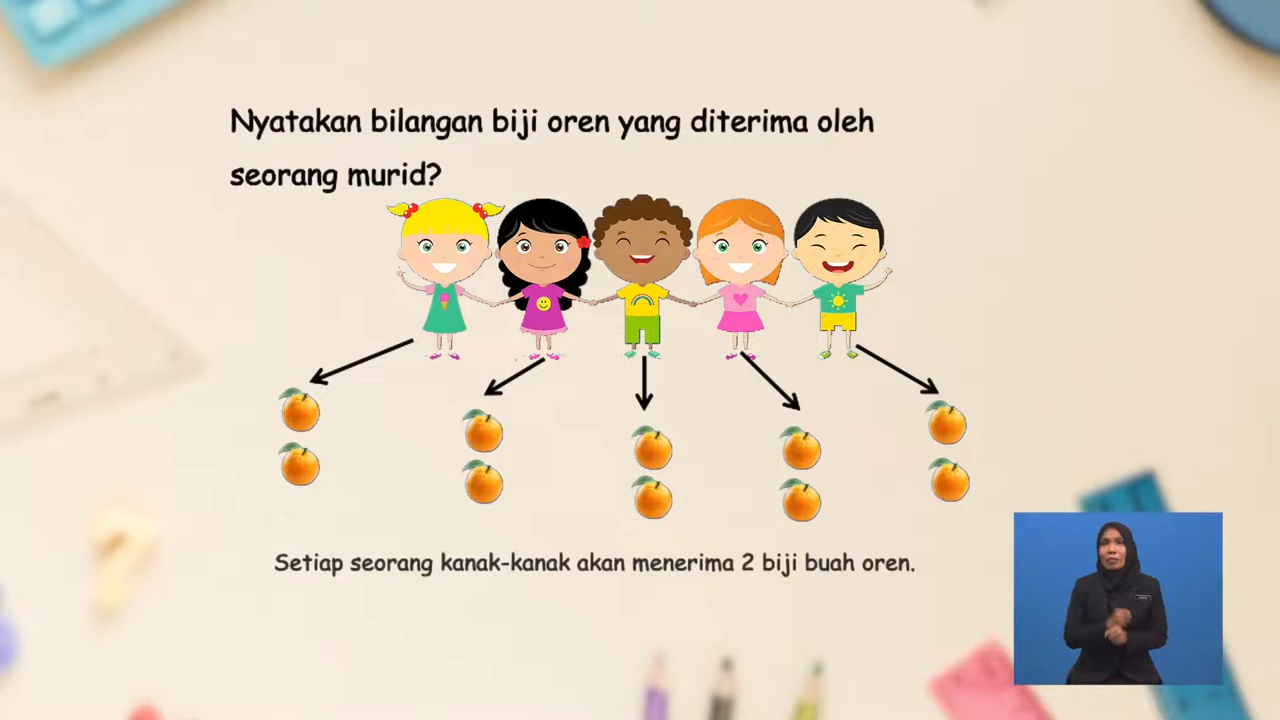 Nyatakan bilangan biji oren yang diterima oleh
seorang murid?
Setiap seorang kanak-kanak akan menerima 2 biji buah oren.